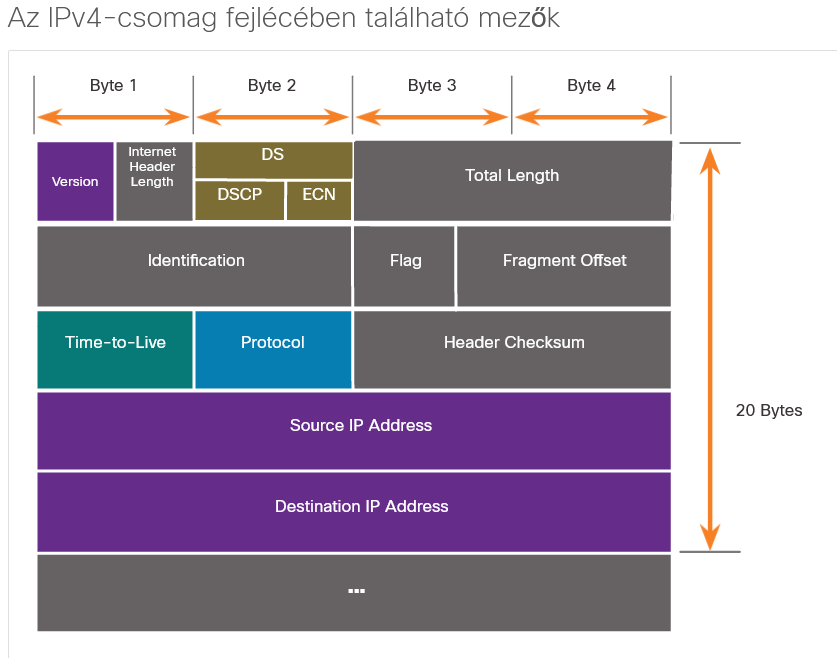 Az IPv4-csomag fejlécében található mezők
Byte 1
Byte 2
Byte 3
Byte 4
Version
Internet
Header
Length
DS
DSCP
ECN
Total Length
Identification
Flag
Fragment Offset
Time-to-Live
Protocol
Header Checksum
20 Bytes
Source IP Address
Destination IP Address
...